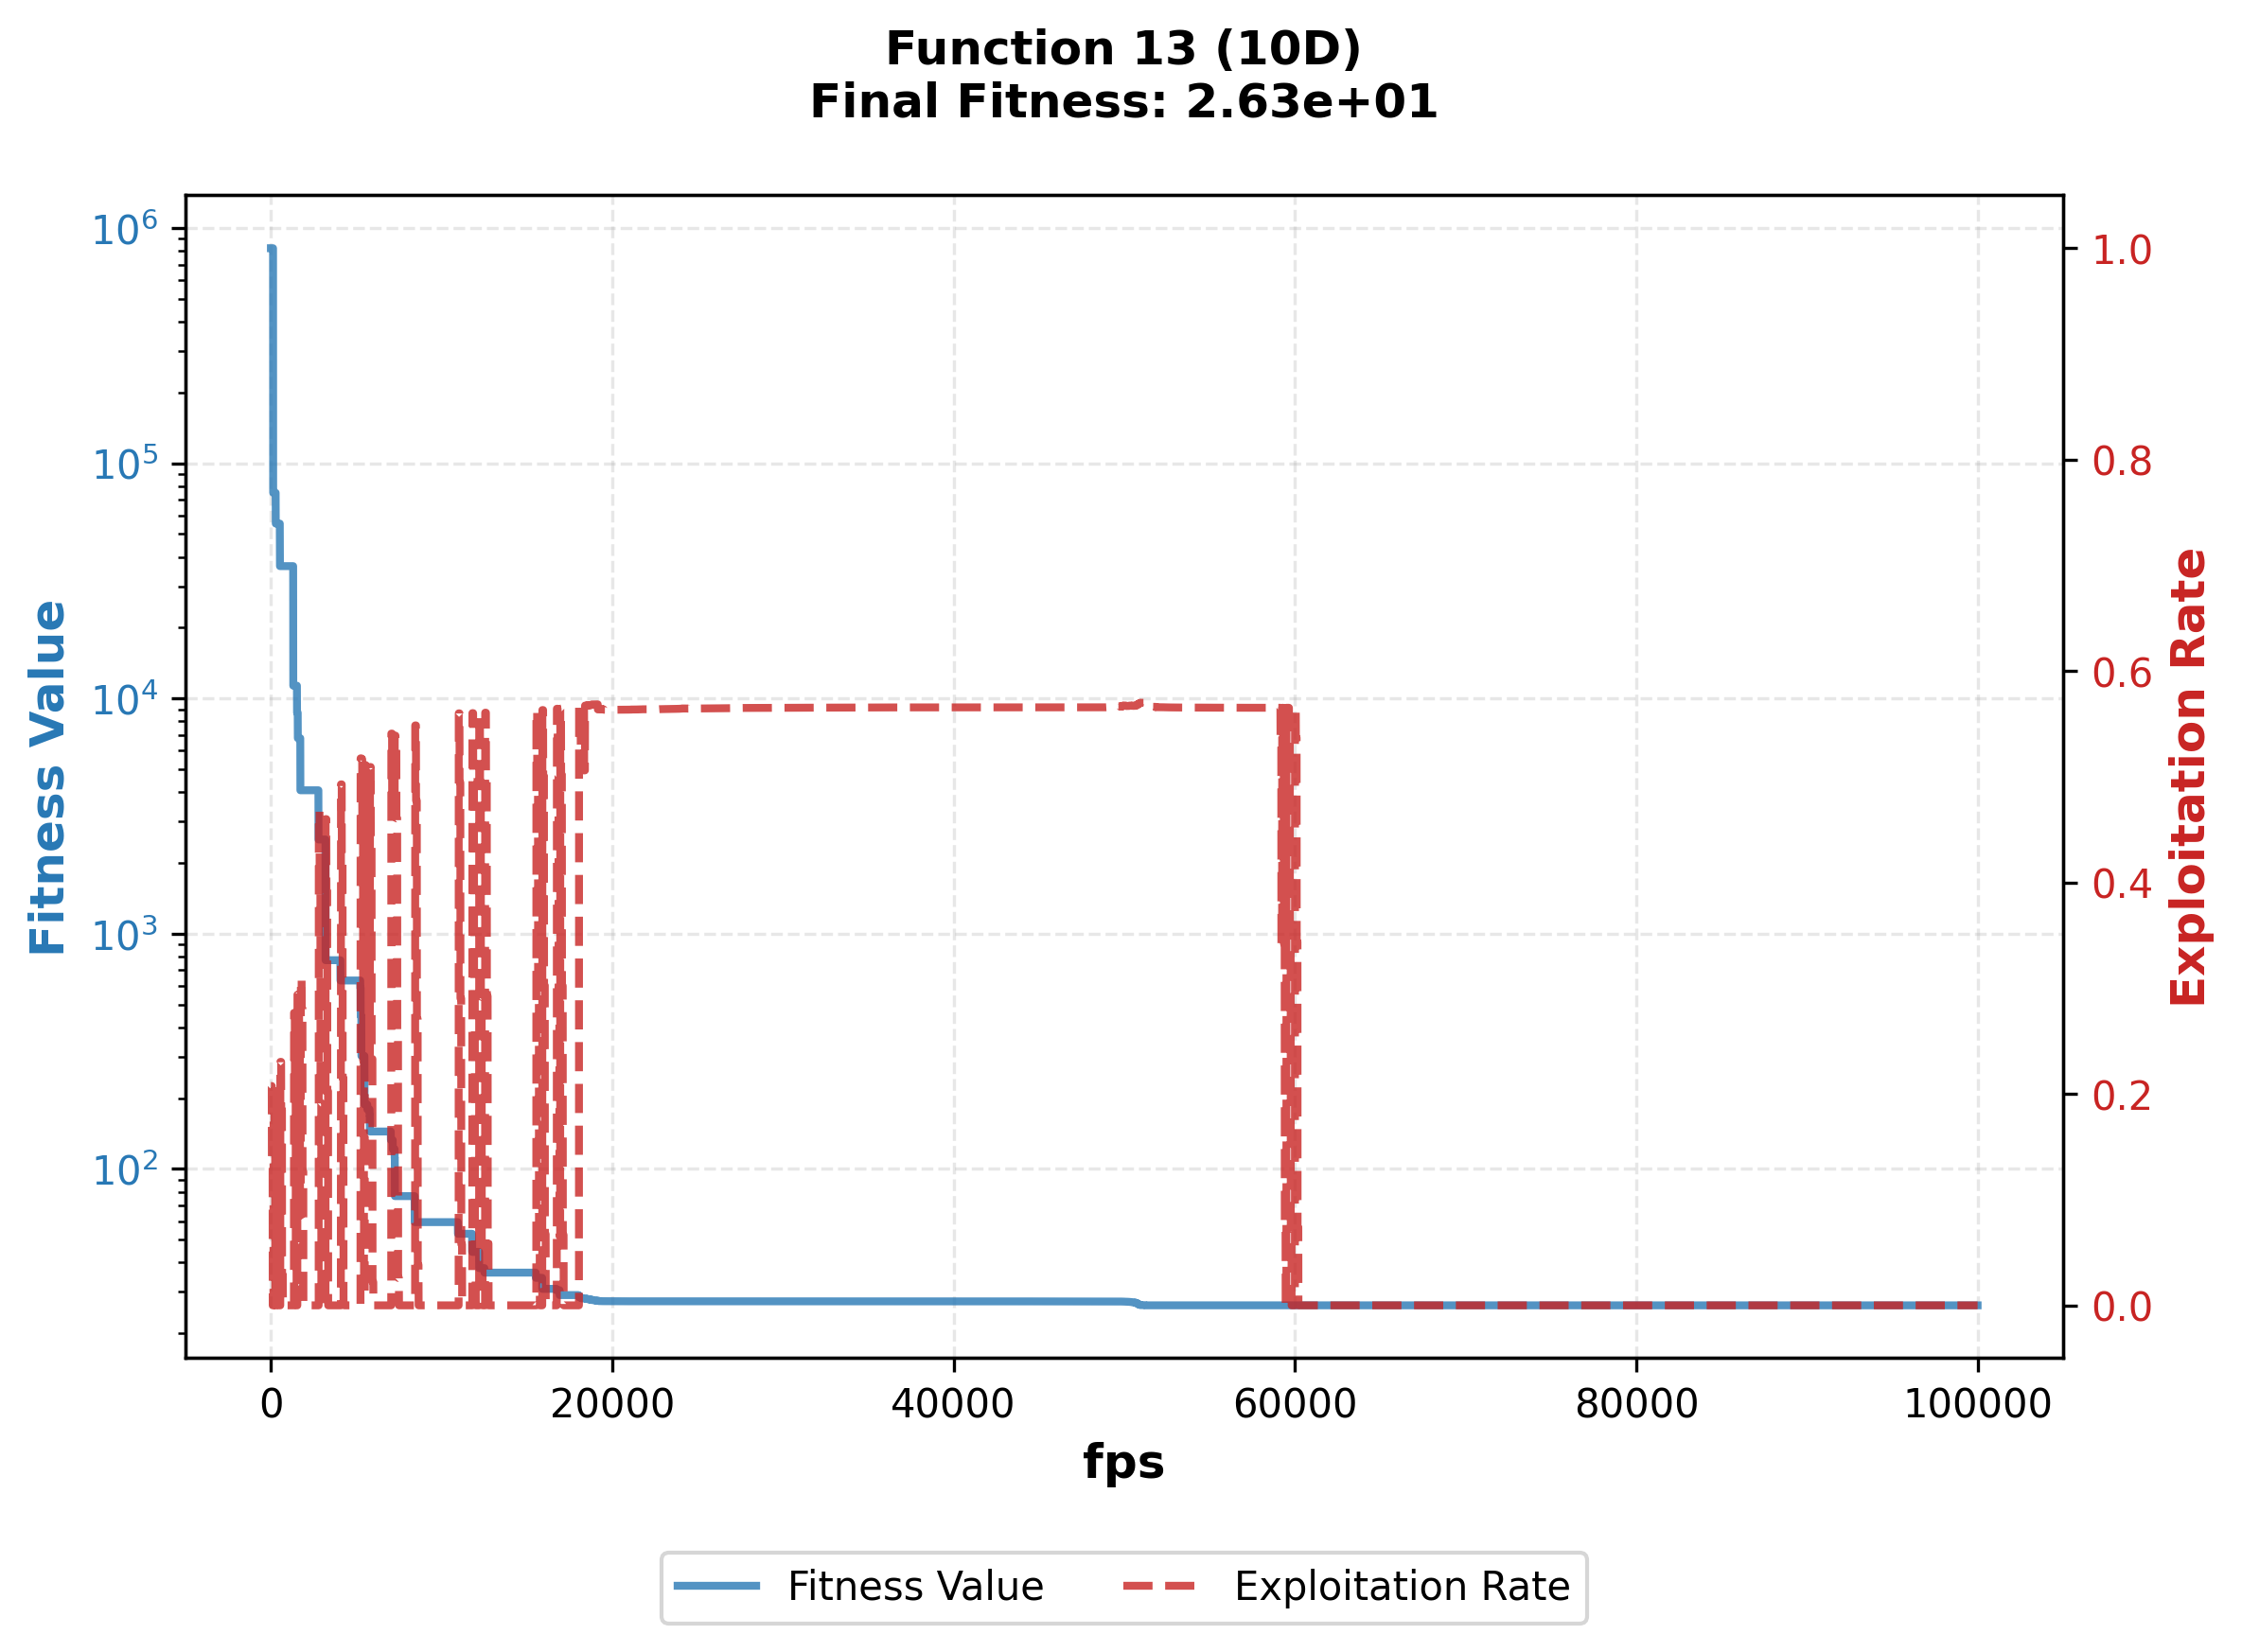 Function 13 (10D)
Final Fitness: 2.63e+01
Fitness Value
10⁶
10⁵
10⁴
10³
10²
Exploitation Rate
1.0
0.8
0.6
0.4
0.2
0.0
0 20000 40000 60000 80000 100000
fps
Fitness Value Exploitation Rate